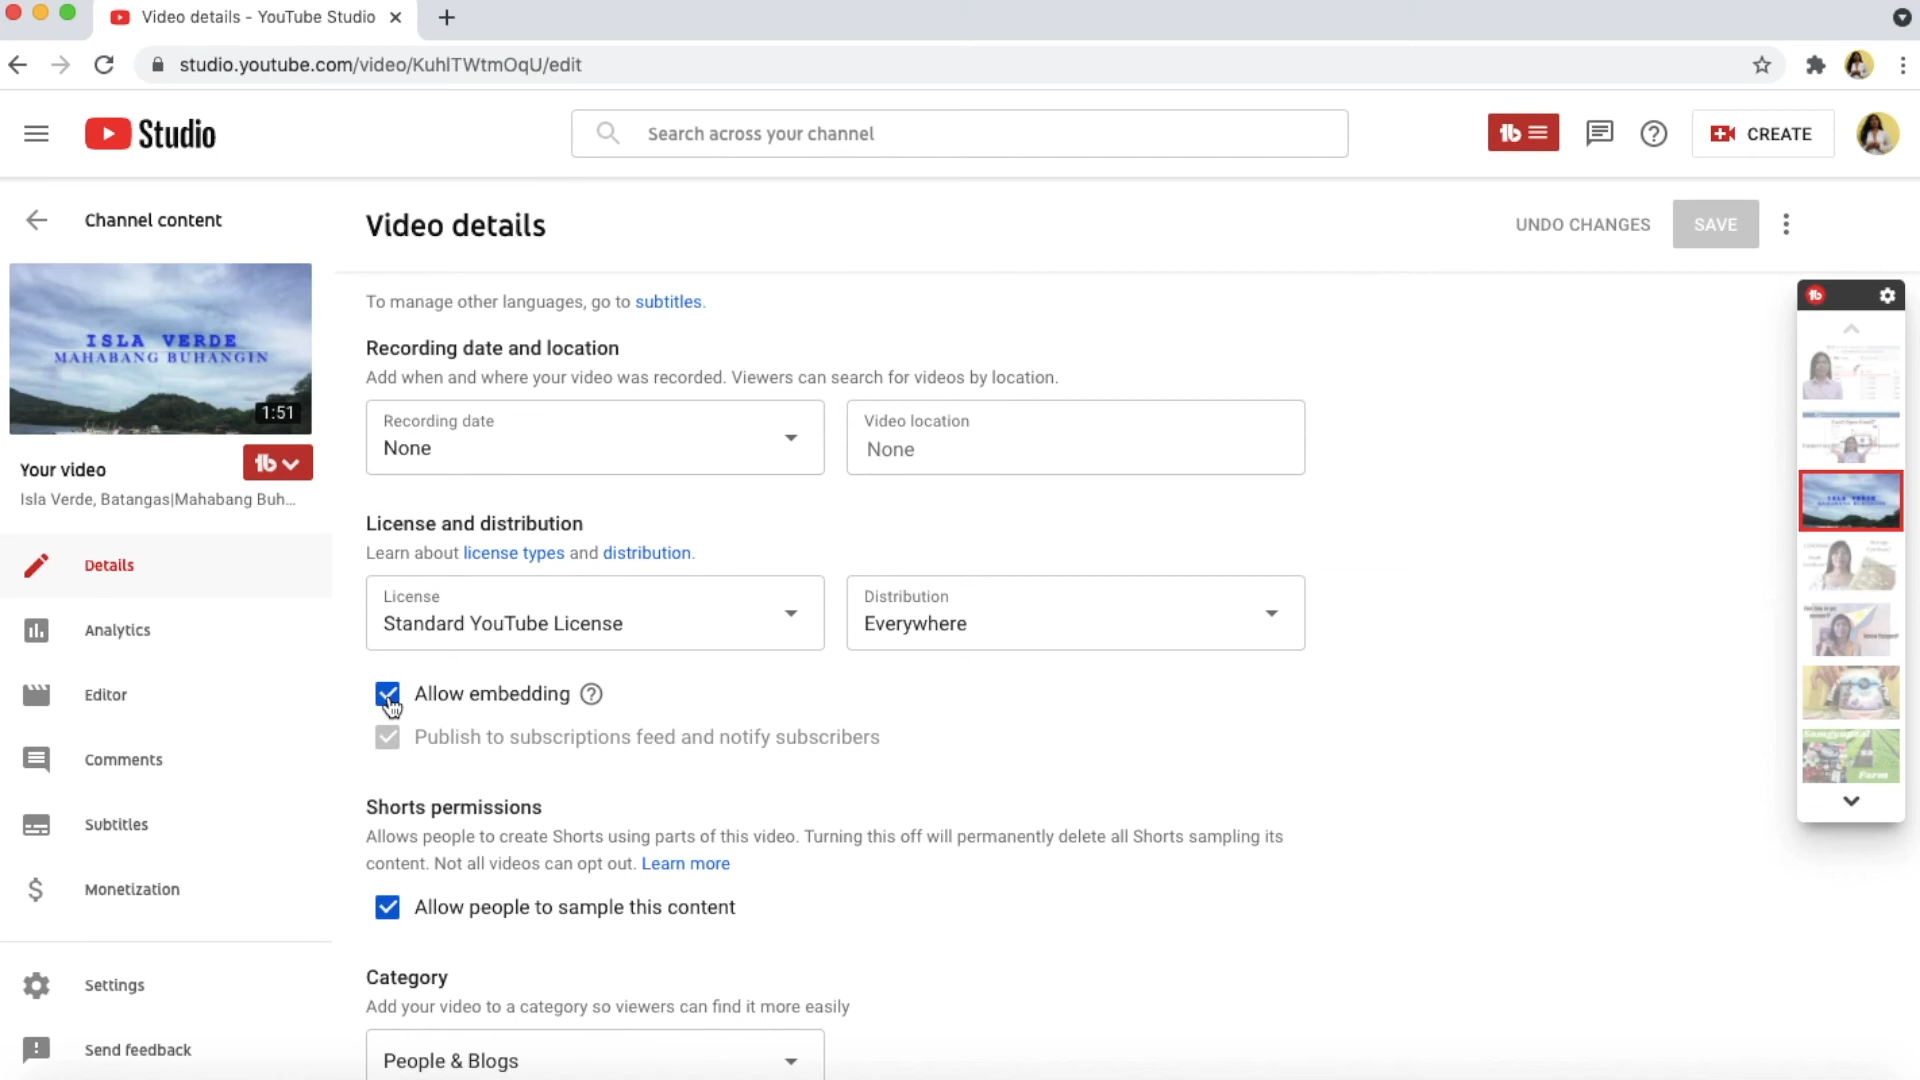 Video details - YouTube Studio
studio.youtube.com/video/KuhlTWtmOqU/edit
Studio
Search across your channel
CREATE
Channel content
Video details
UNDO CHANGES
SAVE
ISLA VERDE
MAHABANG BUHANGIN
1:51
Your video
Isla Verde, Batangas|Mahabang Buh...
Details
Analytics
Editor
Comments
Subtitles
Monetization
Settings
Send feedback
To manage other languages, go to subtitles.
Recording date and location
Add when and where your video was recorded. Viewers can search for videos by location.
Recording date
None
Video location
None
License and distribution
Learn about license types and distribution.
License
Standard YouTube License
Distribution
Everywhere
Allow embedding
Publish to subscriptions feed and notify subscribers
Shorts permissions
Allows people to create Shorts using parts of this video. Turning this off will permanently delete all Shorts sampling its
content. Not all videos can opt out. Learn more
Allow people to sample this content
Category
Add your video to a category so viewers can find it more easily
People & Blogs
ISLA VERDE
Samgyupsal
sa
Farm